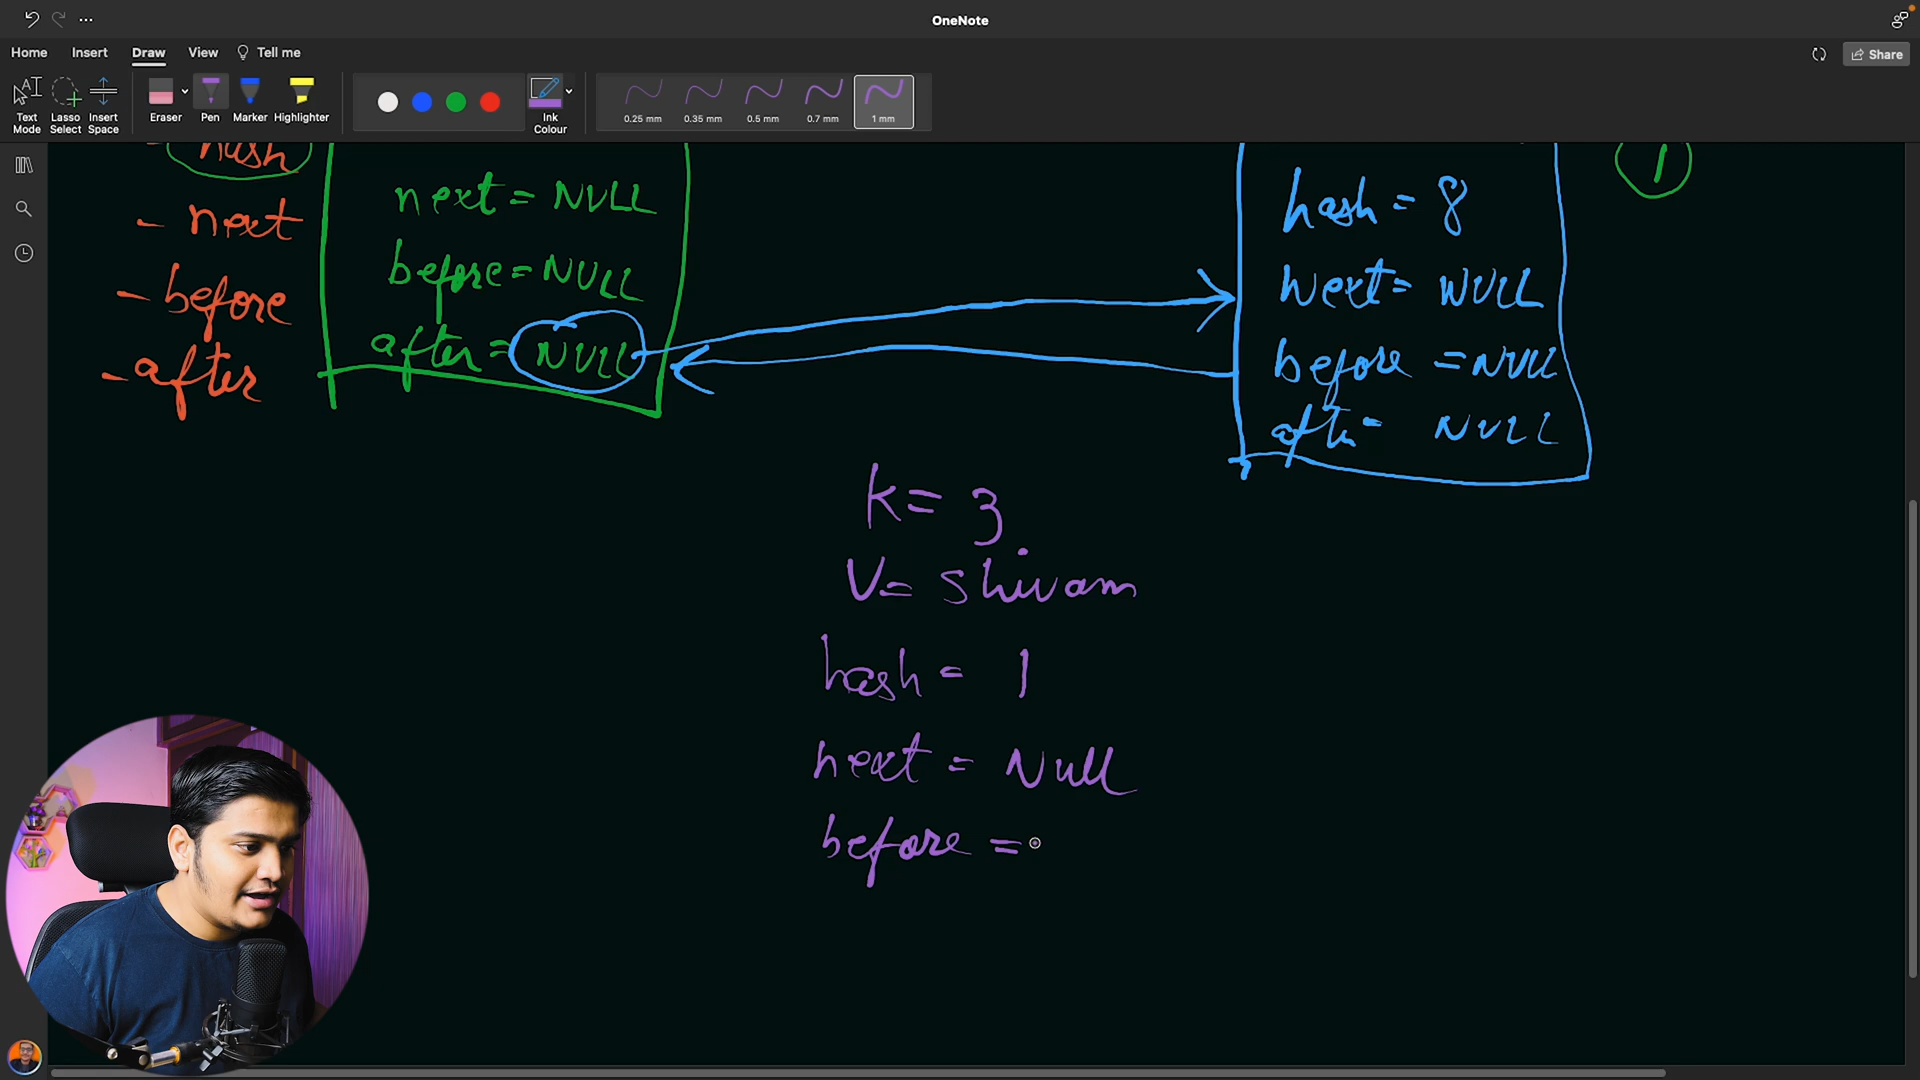 OneNote
Home Insert Draw View Tell me
Share
Text Mode
Lasso Select
Insert Space
Eraser
Pen
Marker
Highlighter
Ink Colour
0.25 mm
0.35 mm
0.5 mm
0.7 mm
1 mm
- hash
- next
- before
- after
next = NULL
before = NULL
after = NULL
hash = 8
next = NULL
before = NULL
aftr = NULL
1
k = 3
V = shivam
hash = 1
next = Null
before =